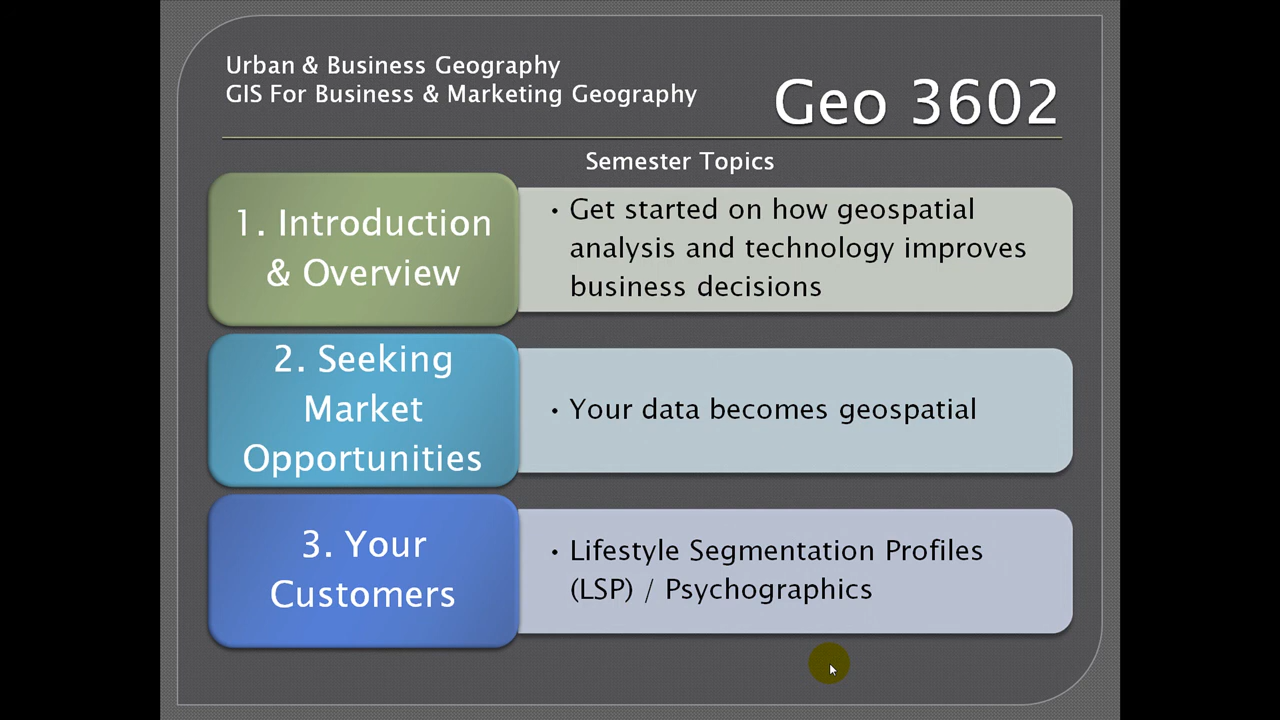 Urban & Business Geography
GIS For Business & Marketing Geography
Geo 3602
Semester Topics
1. Introduction
& Overview
• Get started on how geospatial
analysis and technology improves
business decisions
2. Seeking
Market
Opportunities
• Your data becomes geospatial
3. Your
Customers
• Lifestyle Segmentation Profiles
(LSP) / Psychographics